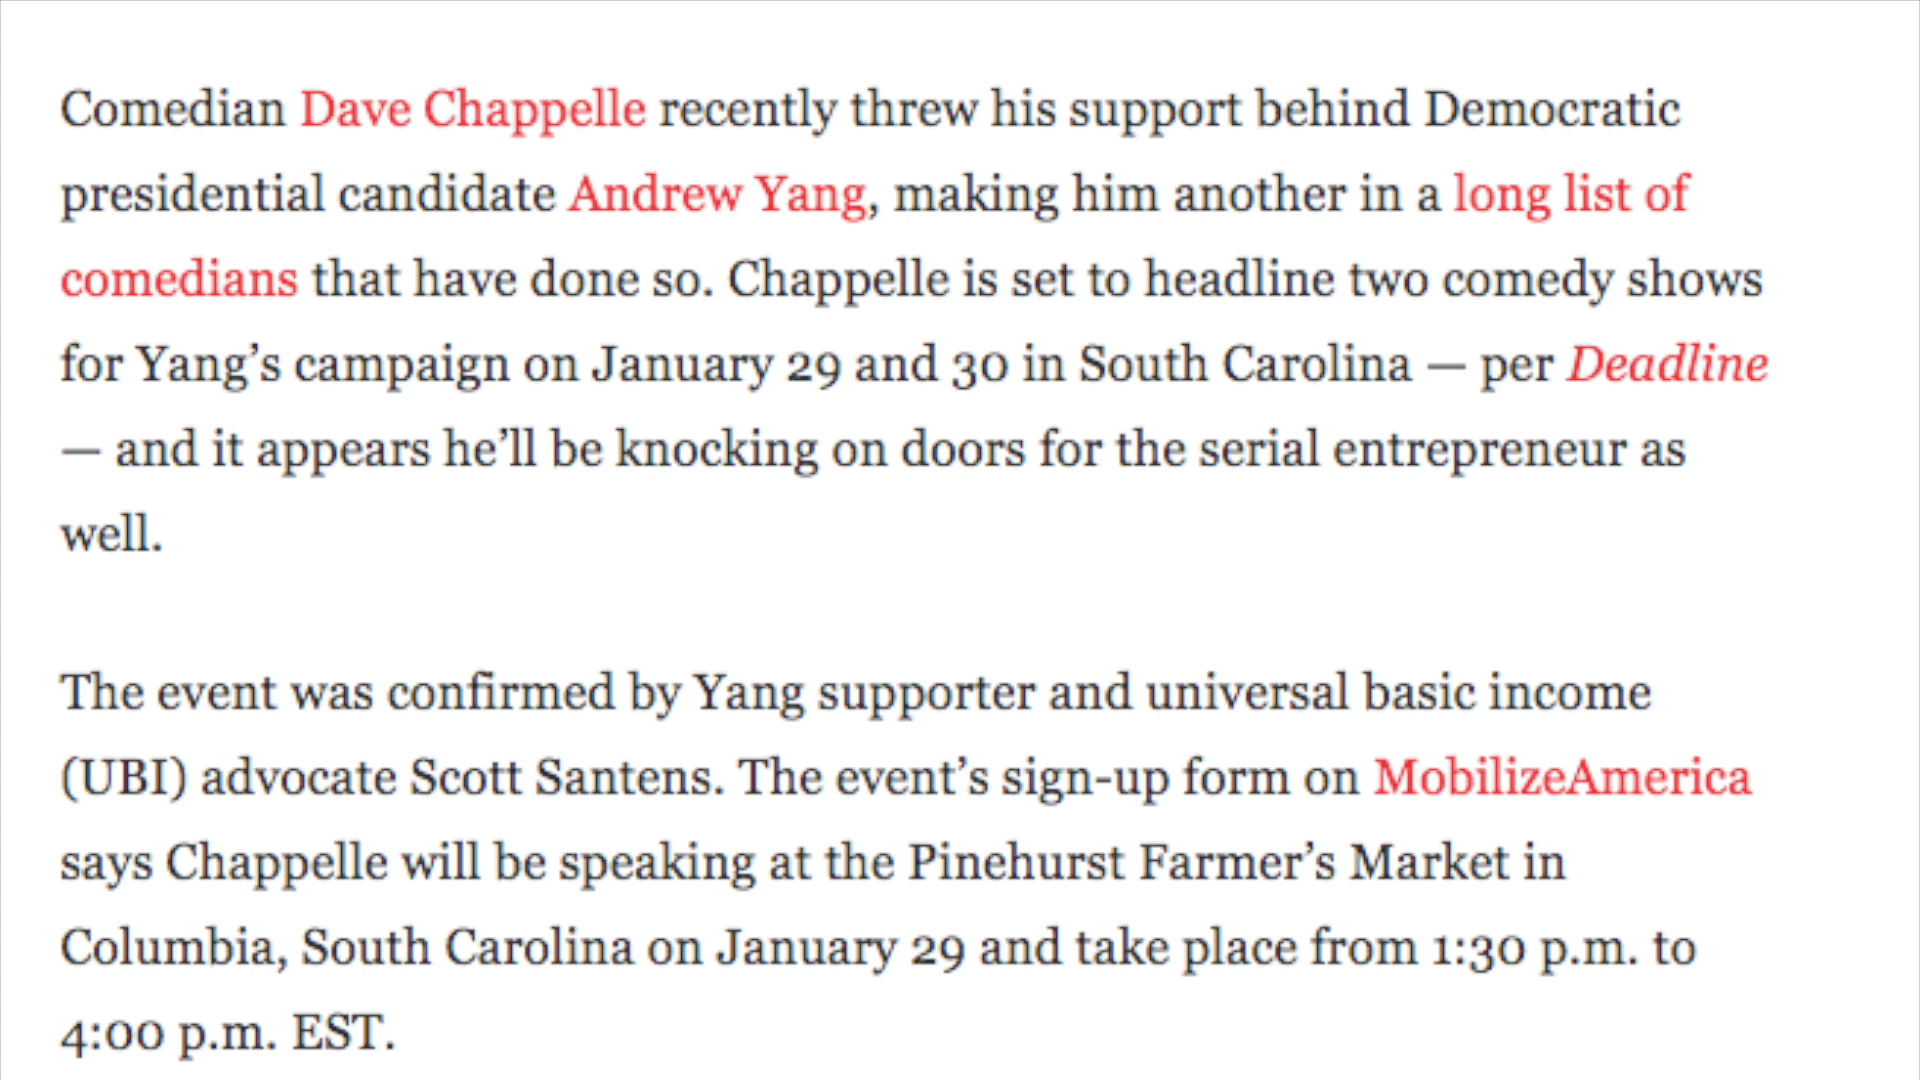 Comedian Dave Chappelle recently threw his support behind Democratic
presidential candidate Andrew Yang, making him another in a long list of
comedians that have done so. Chappelle is set to headline two comedy shows
for Yang’s campaign on January 29 and 30 in South Carolina — per Deadline
— and it appears he’ll be knocking on doors for the serial entrepreneur as
well.
The event was confirmed by Yang supporter and universal basic income
(UBI) advocate Scott Santens. The event’s sign-up form on MobilizeAmerica
says Chappelle will be speaking at the Pinehurst Farmer’s Market in
Columbia, South Carolina on January 29 and take place from 1:30 p.m. to
4:00 p.m. EST.